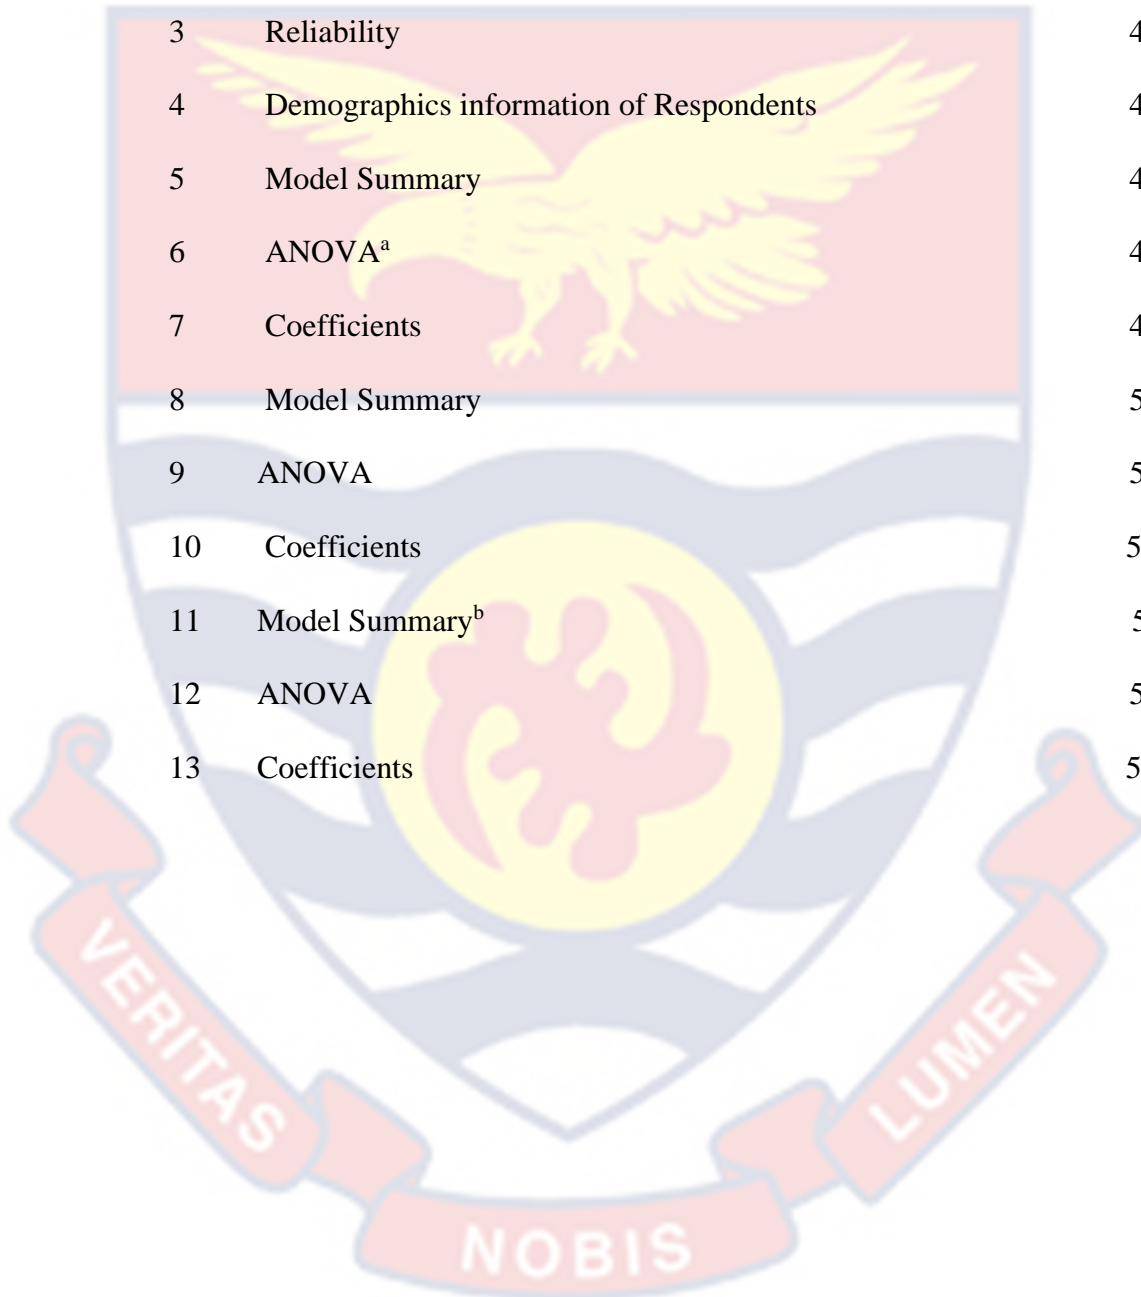 3 Reliability 4
4 Demographics information of Respondents 4
5 Model Summary 4
6 ANOVAᵃ 4
7 Coefficients 4
8 Model Summary 5
9 ANOVA 5
10 Coefficients 5
11 Model Summaryᵇ 5
12 ANOVA 5
13 Coefficients 5
VERITAS NOBIS LUMEN